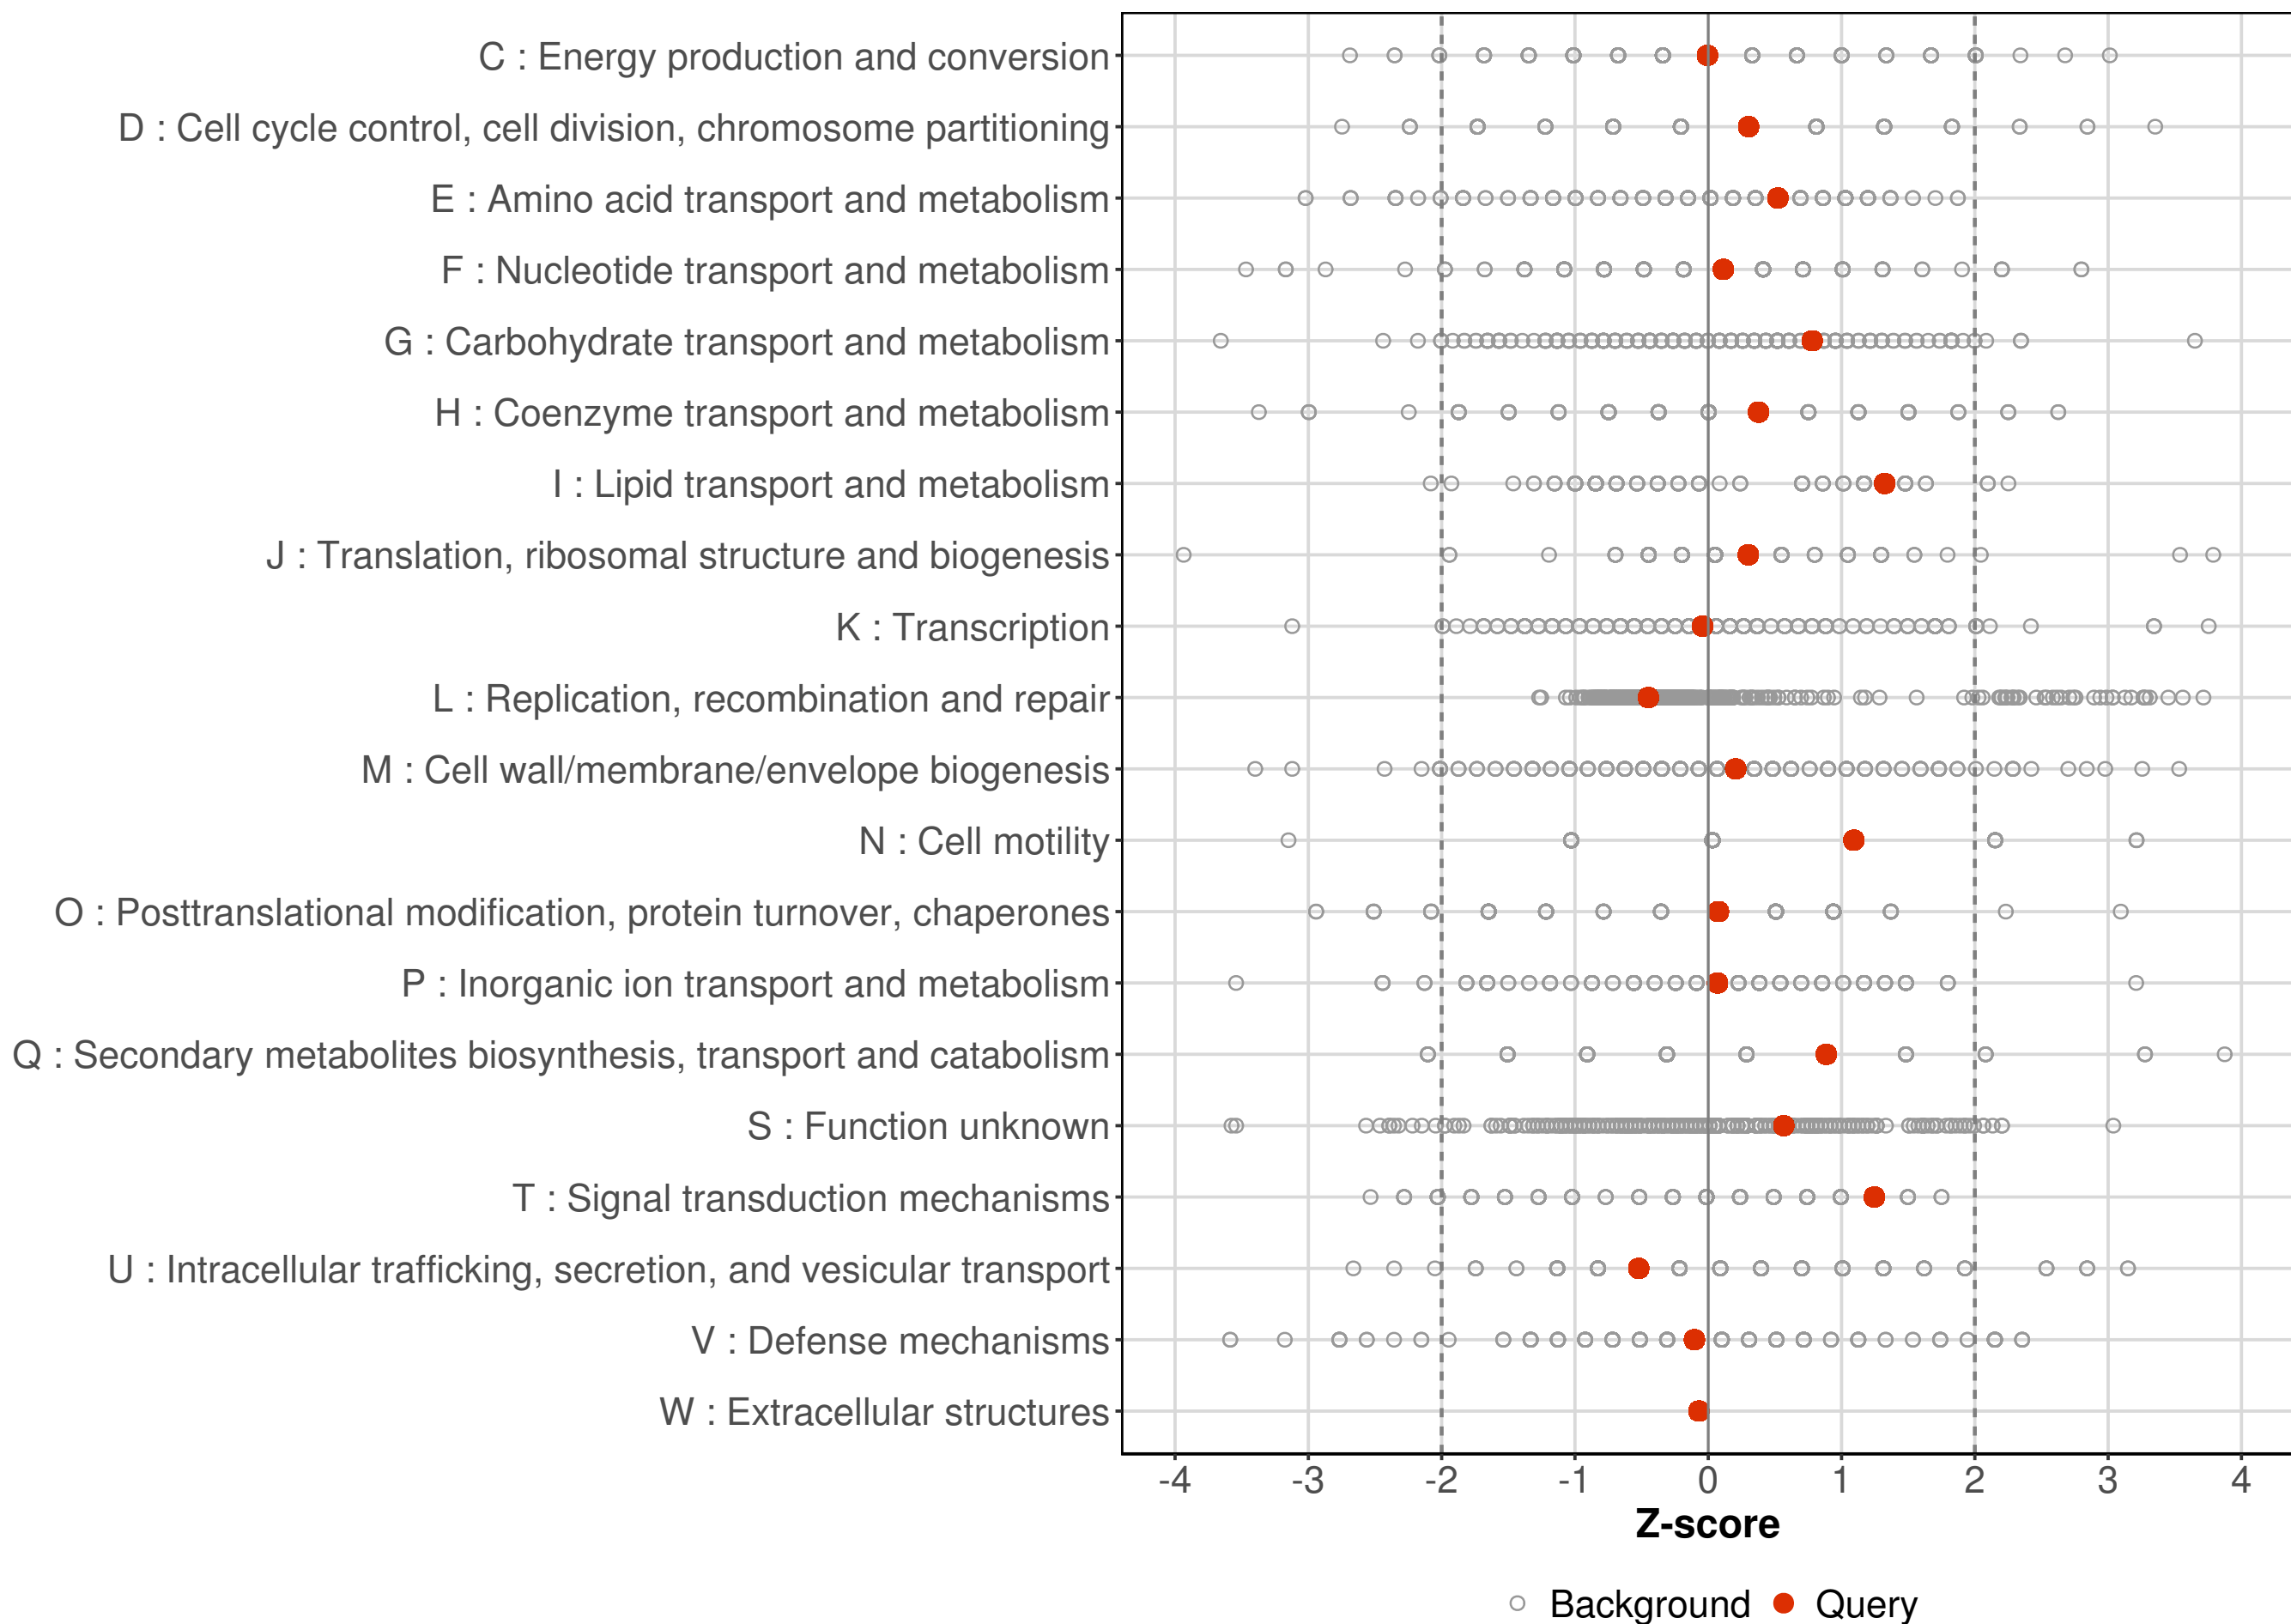 C : Energy production and conversion
D : Cell cycle control, cell division, chromosome partitioning
E : Amino acid transport and metabolism
F : Nucleotide transport and metabolism
G : Carbohydrate transport and metabolism
H : Coenzyme transport and metabolism
I : Lipid transport and metabolism
J : Translation, ribosomal structure and biogenesis
K : Transcription
L : Replication, recombination and repair
M : Cell wall/membrane/envelope biogenesis
N : Cell motility
O : Posttranslational modification, protein turnover, chaperones
P : Inorganic ion transport and metabolism
Q : Secondary metabolites biosynthesis, transport and catabolism
S : Function unknown
T : Signal transduction mechanisms
U : Intracellular trafficking, secretion, and vesicular transport
V : Defense mechanisms
W : Extracellular structures
-4 -3 -2 -1 0 1 2 3 4
Z-score
Background Query